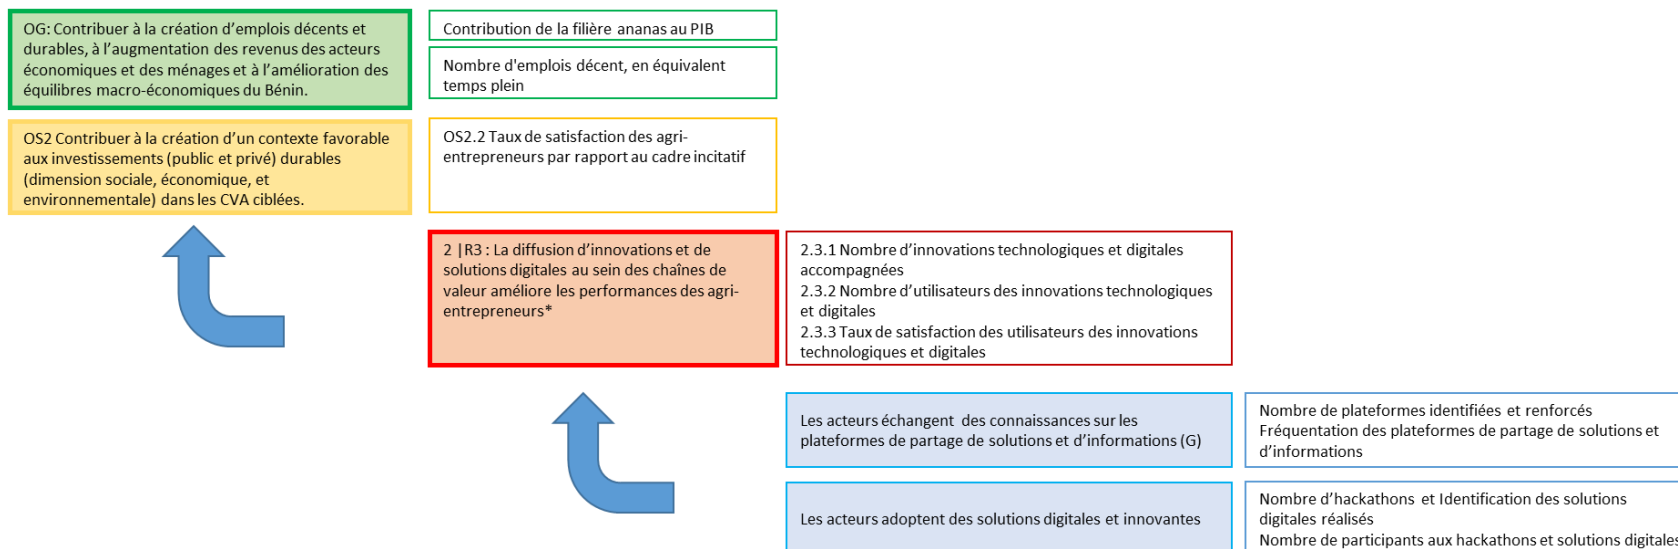 OG: Contribuer à la création d'emplois décents et
durables, à l'augmentation des revenus des acteurs
économiques et des ménages et à l'amélioration des
équilibres macro-économiques du Bénin.
Contribution de la filière ananas au PIB
Nombre d'emplois décent, en équivalent
temps plein
OS2 Contribuer à la création d'un contexte favorable
aux investissements (public et privé) durables
(dimension sociale, économique, et
environnementale) dans les CVA ciblées.
OS2.2 Taux de satisfaction des agri-
entrepreneurs par rapport au cadre incitatif
2 |R3 : La diffusion d'innovations et de
solutions digitales au sein des chaînes de
valeur améliore les performances des agri-
entrepreneurs*
2.3.1 Nombre d'innovations technologiques et digitales
accompagnées
2.3.2 Nombre d'utilisateurs des innovations technologiques
et digitales
2.3.3 Taux de satisfaction des utilisateurs des innovations
technologiques et digitales
Les acteurs échangent des connaissances sur les
plateformes de partage de solutions et d'informations (G)
Nombre de plateformes identifiées et renforcés
Fréquentation des plateformes de partage de solutions et
d'informations
Les acteurs adoptent des solutions digitales et innovantes
Nombre d'hackathons et Identification des solutions
digitales réalisés
Nombre de participants aux hackathons et solutions digitales